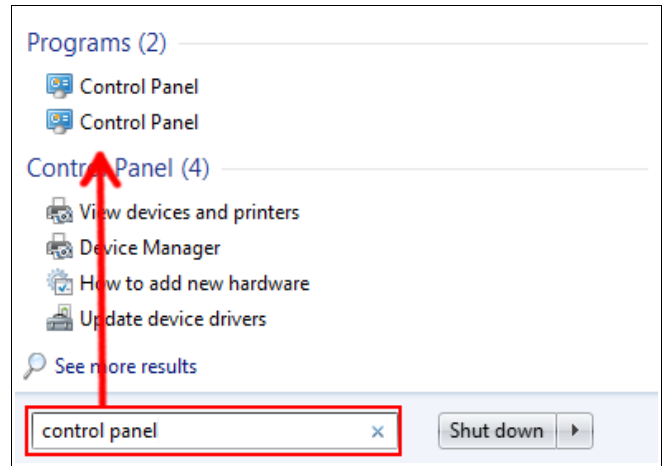 Programs (2)
Control Panel
Control Panel
Control Panel (4)
View devices and printers
Device Manager
How to add new hardware
Update device drivers
See more results
control panel
Shut down